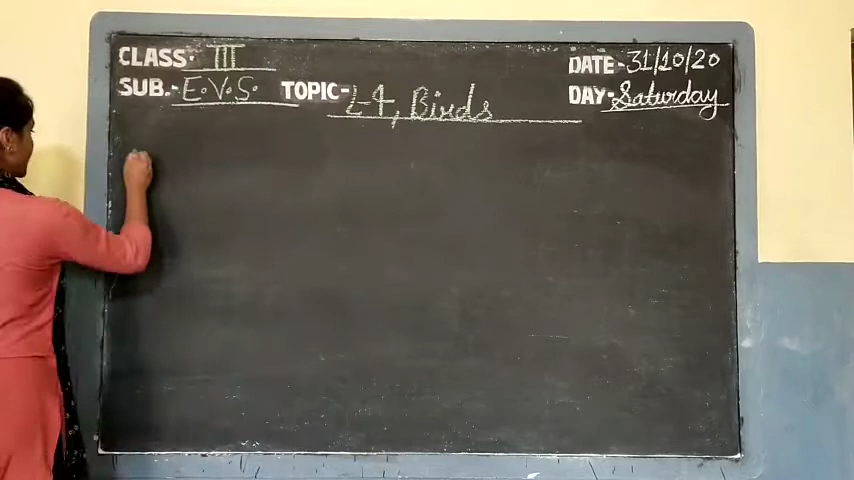 CLASS:- III DATE:- 31/10/20
SUB.:- E.V.S. TOPIC:- L-4, Birds DAY:- Saturday